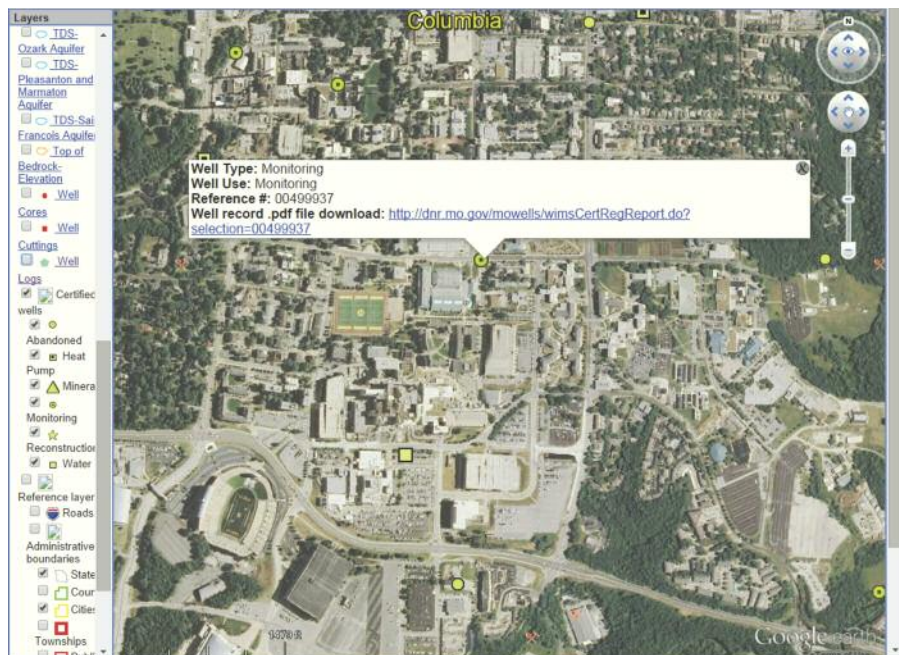 Layers
TDS-
Ozark Aquifer
TDS-
Pleasanton and
Marmaton
Aquifer
TDS-Sai
Francois Aquife
Top of
Bedrock-
Elevation
Well
Cores
Well
Cuttings
Well
Logs
Certified
wells
Abandoned
Heat
Pump
Minera
Monitoring
Reconstruction
Water
Reference layer
Roads
Administrative
boundaries
State
Cour
Cities
Townships
Columbia
N
Well Type: Monitoring
Well Use: Monitoring
Reference #: 00499937
Well record .pdf file download: http://dnr.mo.gov/mowells/wimsCertRegReport.do?
selection=00499937
1479 ft
Google earth